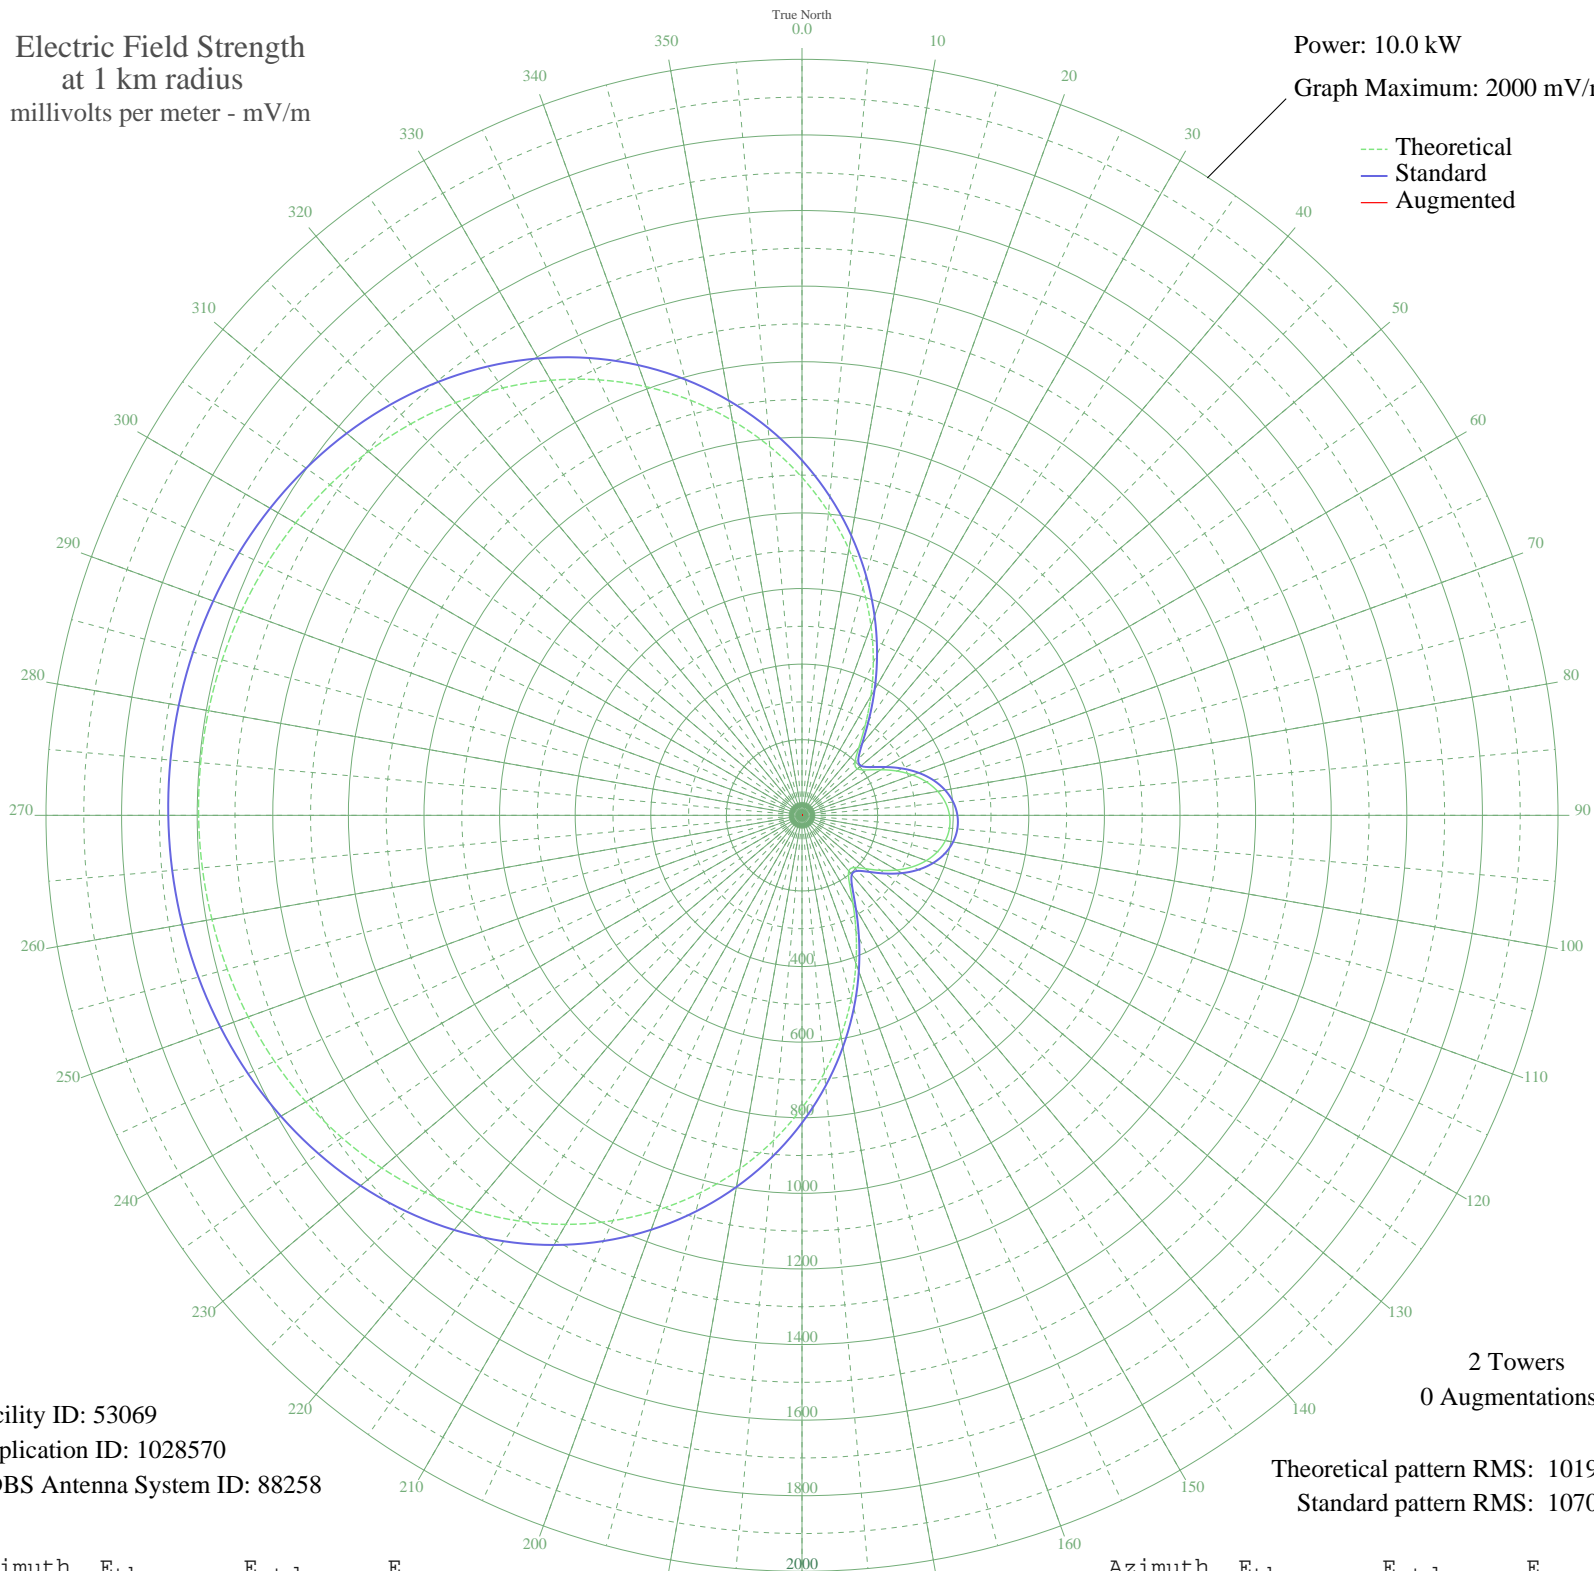 True North
Electric Field Strength
at 1 km radius
millivolts per meter - mV/m
Power: 10.0 kW
Graph Maximum: 2000 mV/
Theoretical
Standard
Augmented
0.0
10
20
30
40
50
60
70
80
90
100
110
120
130
140
150
160
200
210
220
230
240
250
260
270
280
290
300
310
320
330
340
350
400
600
800
1000
1200
1400
1600
1800
2000
2 Towers
0 Augmentations
cility ID: 53069
plication ID: 1028570
DBS Antenna System ID: 88258
Theoretical pattern RMS: 1019
Standard pattern RMS: 1070
imuth E E E
Azimuth E E E